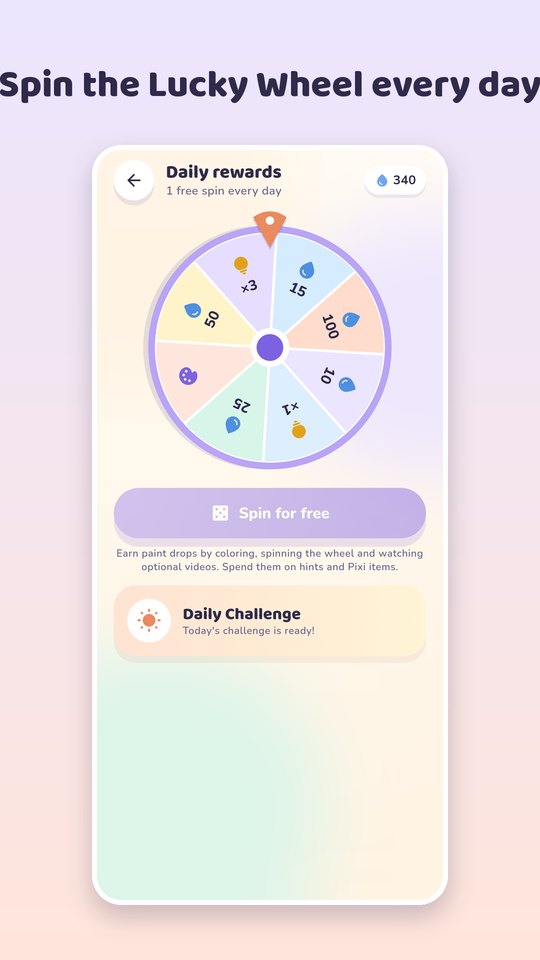 Spin the Lucky Wheel every day
Daily rewards
1 free spin every day
340
×3
15
50
100
10
25
×1
Spin for free
Earn paint drops by coloring, spinning the wheel and watching
optional videos. Spend them on hints and Pixi items.
Daily Challenge
Today's challenge is ready!